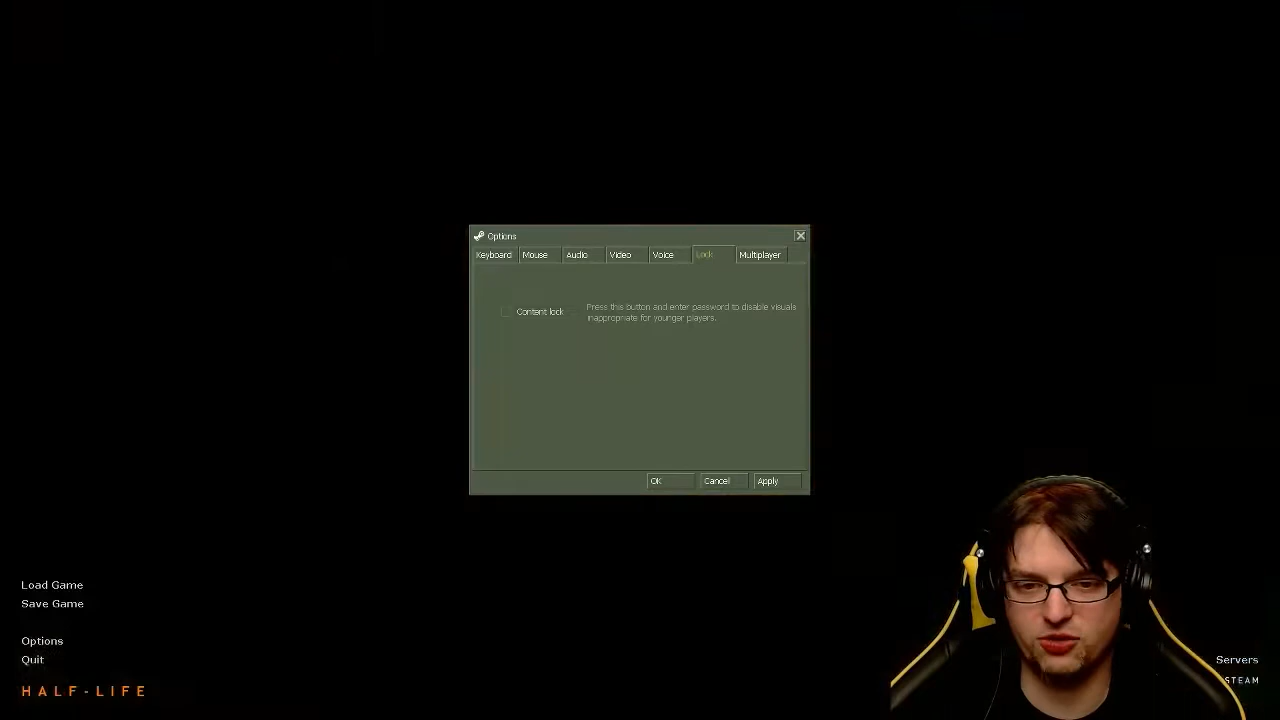 Options
Keyboard Mouse Audio Video Voice Lock Multiplayer
Content lock
Press this button and enter password to disable visuals
inappropriate for younger players.
OK Cancel Apply
Load Game
Save Game
Options
Quit
HALF-LIFE
Servers
STEAM